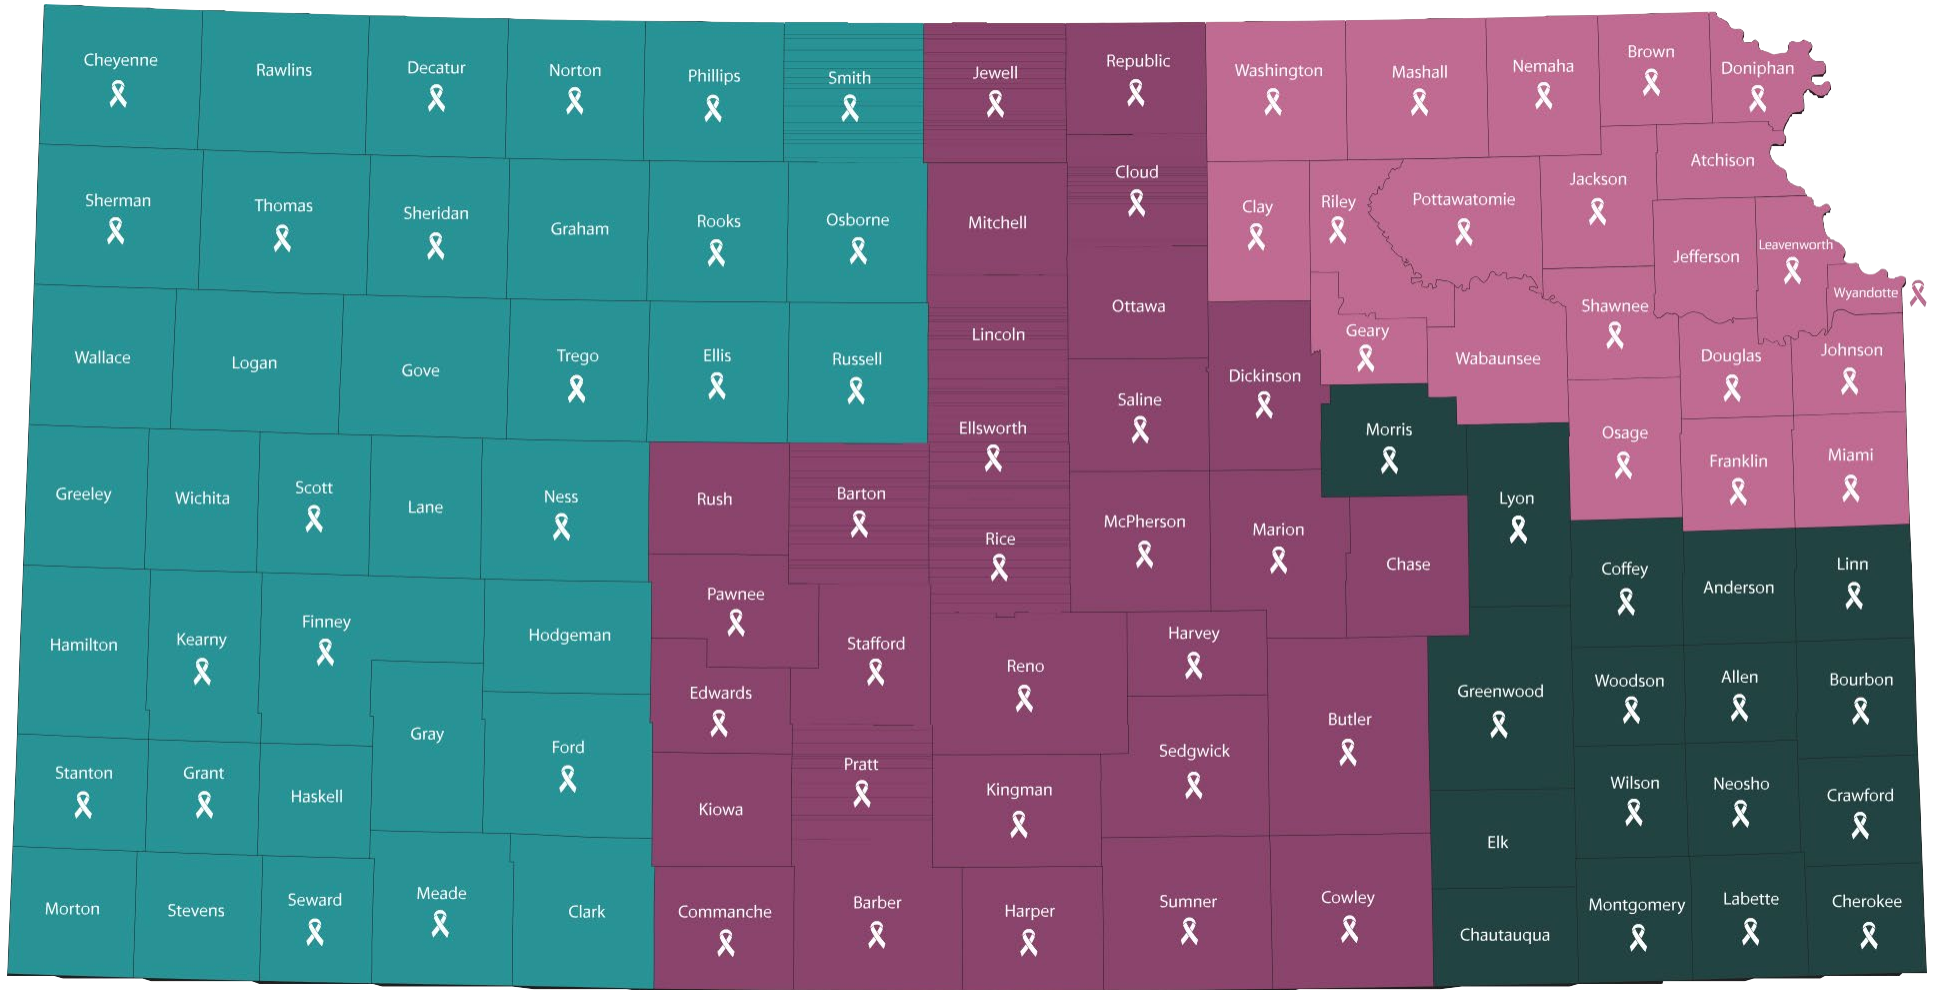 Cheyenne
Rawlins
Decatur
Norton
Phillips
Smith
Jewell
Republic
Washington
Mashall
Nemaha
Brown
Doniphan
Sherman
Thomas
Sheridan
Graham
Rooks
Osborne
Mitchell
Cloud
Clay
Riley
Pottawatomie
Jackson
Atchison
Jefferson
Leavenworth
Wyandotte
Wallace
Logan
Gove
Trego
Ellis
Russell
Lincoln
Ottawa
Dickinson
Geary
Wabaunsee
Shawnee
Douglas
Johnson
Ellsworth
Saline
Morris
Osage
Franklin
Miami
Greeley
Wichita
Scott
Lane
Ness
Rush
Barton
Rice
McPherson
Marion
Chase
Lyon
Coffey
Anderson
Linn
Hamilton
Kearny
Finney
Hodgeman
Pawnee
Stafford
Reno
Harvey
Greenwood
Woodson
Allen
Bourbon
Gray
Ford
Edwards
Pratt
Kingman
Sedgwick
Butler
Stanton
Grant
Haskell
Kiowa
Elk
Wilson
Neosho
Crawford
Morton
Stevens
Seward
Meade
Clark
Commanche
Barber
Harper
Sumner
Cowley
Chautauqua
Montgomery
Labette
Cherokee